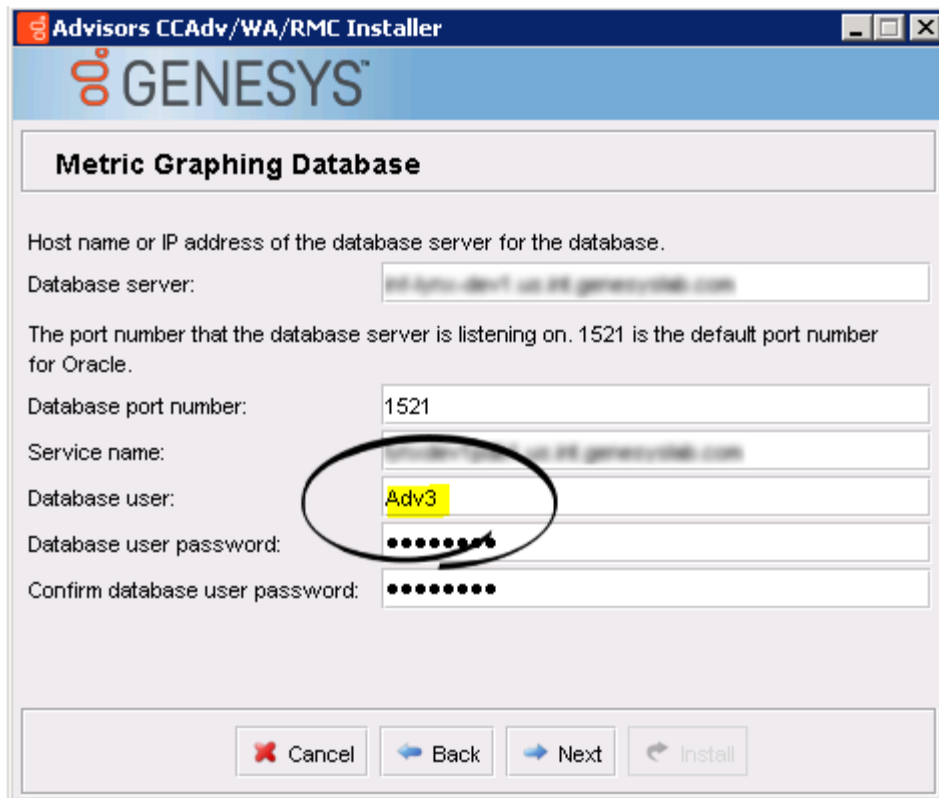 Advisors CCAdv/WA/RMC Installer
GENESYS™
Metric Graphing Database
Host name or IP address of the database server for the database.
Database server:
The port number that the database server is listening on. 1521 is the default port number
for Oracle.
Database port number: 1521
Service name:
Database user: Adv3
Database user password: ●●●●●●●●
Confirm database user password: ●●●●●●●●
Cancel Back Next Install